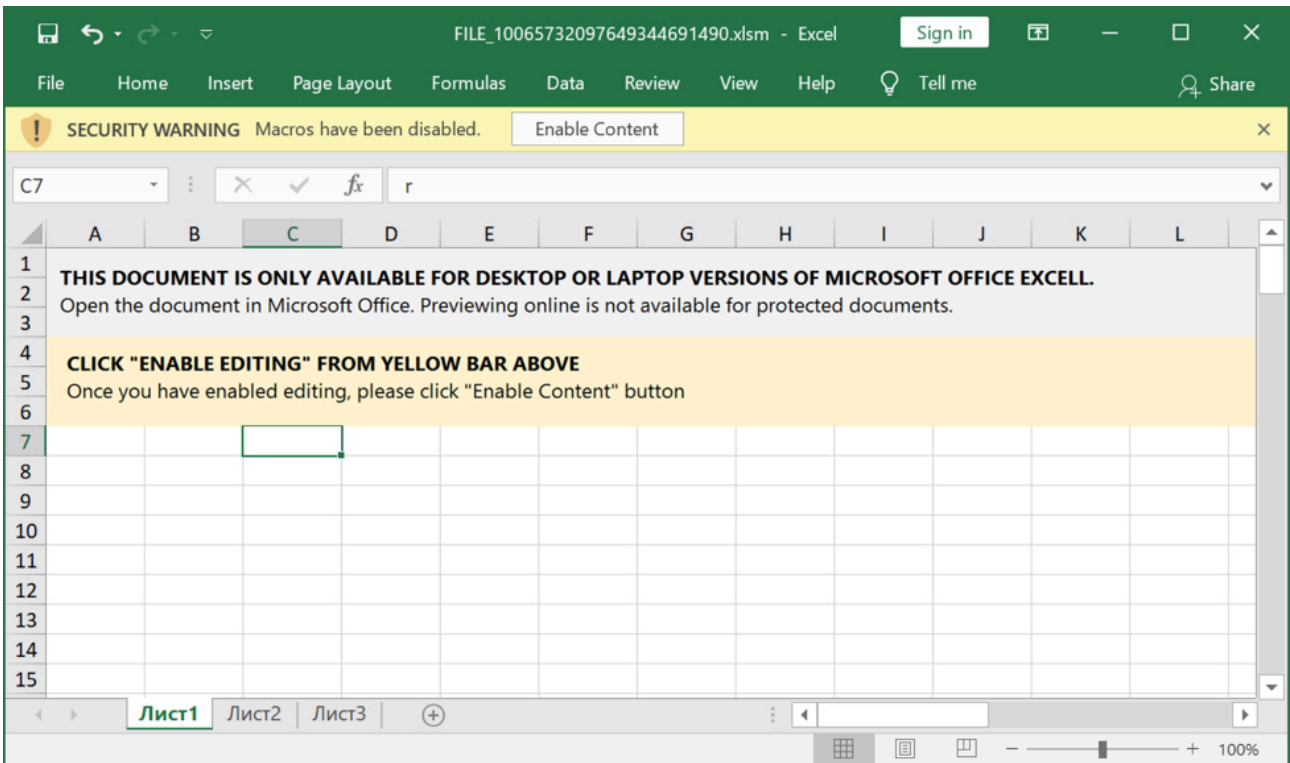 FILE_10065732097649344691490.xlsm - Excel Sign in
File Home Insert Page Layout Formulas Data Review View Help Tell me Share
SECURITY WARNING Macros have been disabled. Enable Content
C7 fx r
A B C D E F G H I J K L
1
THIS DOCUMENT IS ONLY AVAILABLE FOR DESKTOP OR LAPTOP VERSIONS OF MICROSOFT OFFICE EXCELL.
2
Open the document in Microsoft Office. Previewing online is not available for protected documents.
3
4
CLICK "ENABLE EDITING" FROM YELLOW BAR ABOVE
5
Once you have enabled editing, please click "Enable Content" button
6
7
8
9
10
11
12
13
14
15
Лист1 Лист2 Лист3
100%